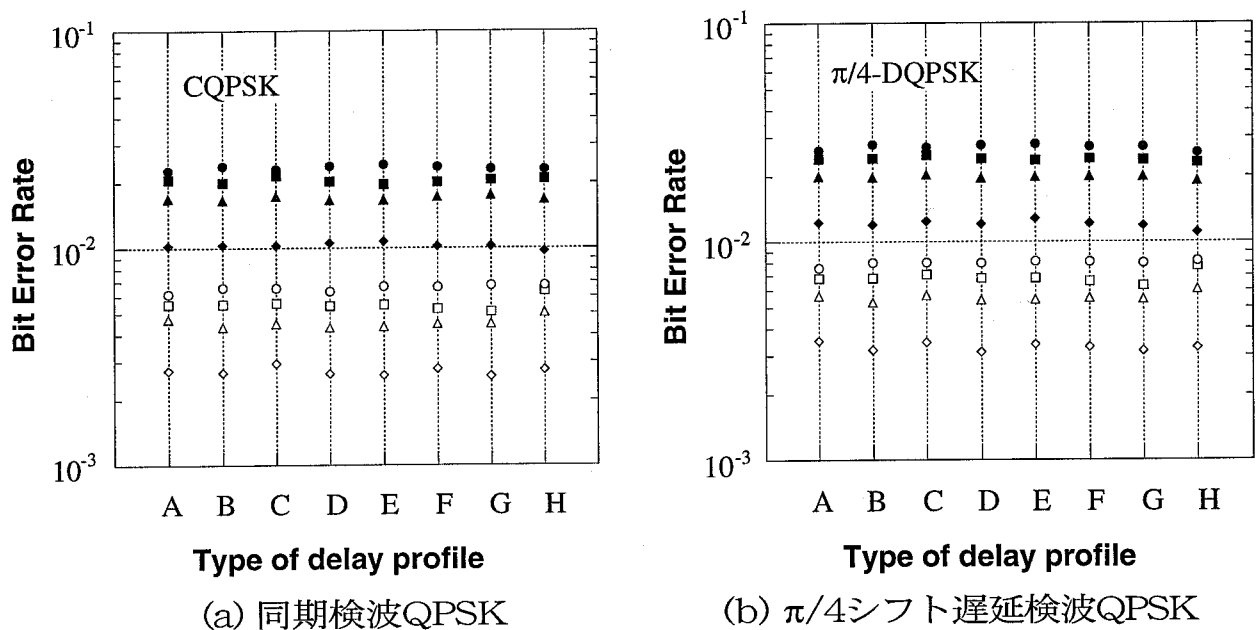 10-1
CQPSK
10-2
10-3
Bit Error Rate
A B C D E F G H
Type of delay profile
(a) 同期検波QPSK
10-1
π/4-DQPSK
10-2
10-3
Bit Error Rate
A B C D E F G H
Type of delay profile
(b) π/4シフト遅延検波QPSK